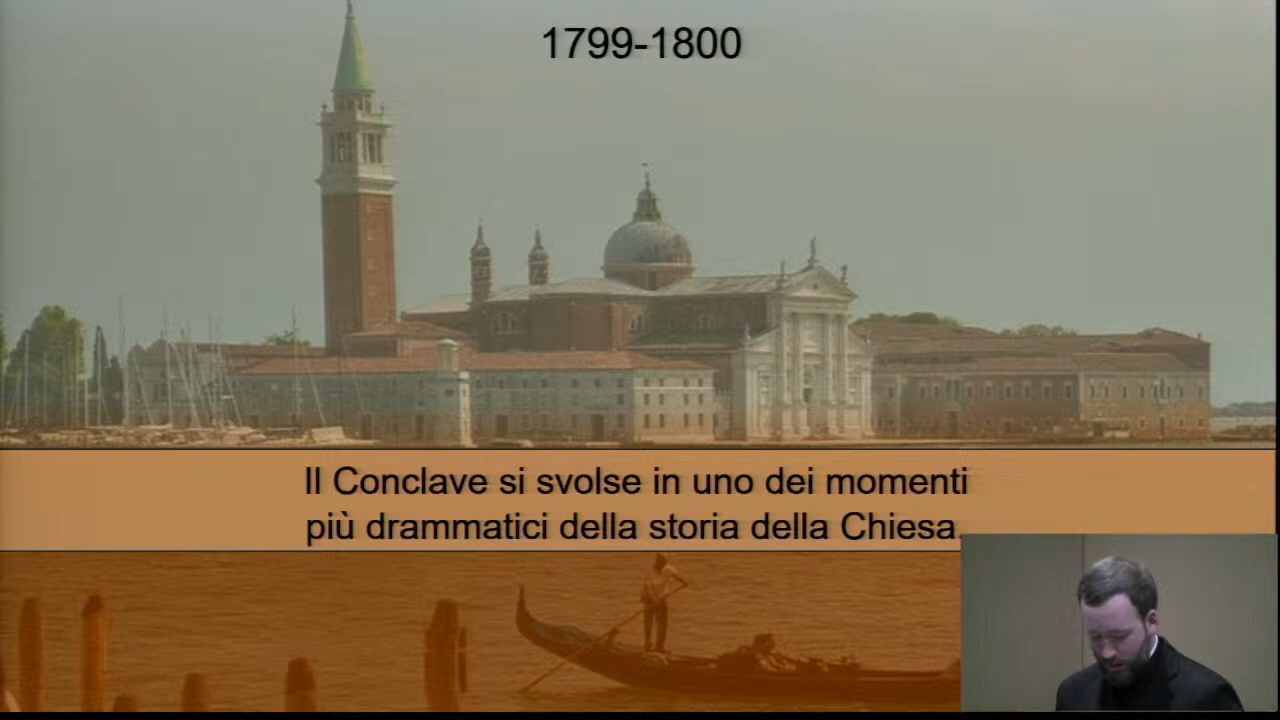 1799-1800
Il Conclave si svolse in uno dei momenti
più drammatici della storia della Chiesa.